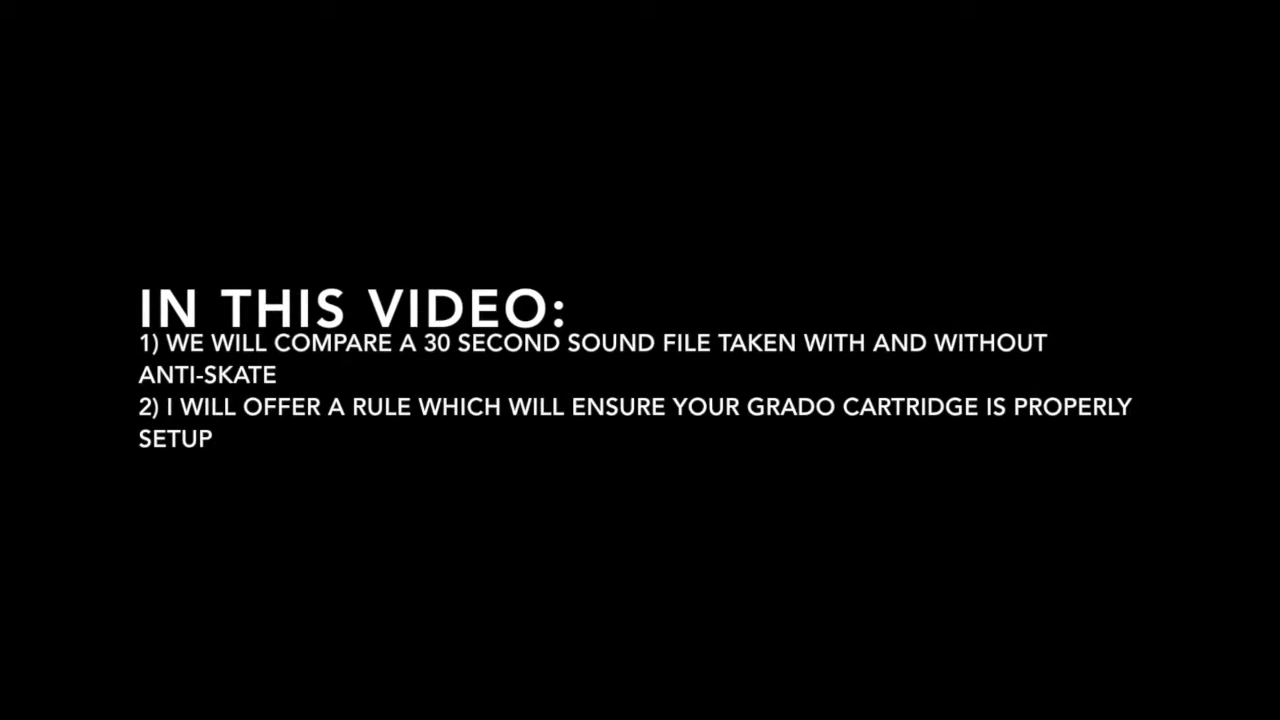 IN THIS VIDEO:
1) WE WILL COMPARE A 30 SECOND SOUND FILE TAKEN WITH AND WITHOUT
ANTI-SKATE
2) I WILL OFFER A RULE WHICH WILL ENSURE YOUR GRADO CARTRIDGE IS PROPERLY
SETUP